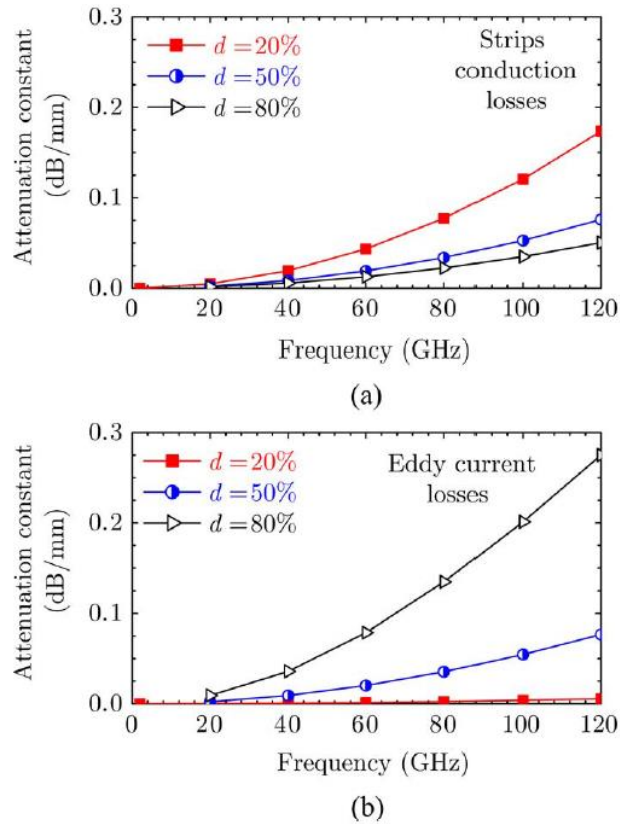 0.3
d = 20%
Strips
d = 50%
conduction
d = 80%
losses
0.2
0.1
0.0
Attenuation constant
(dB/mm)
0 20 40 60 80 100 120
Frequency (GHz)
(a)
0.3
d = 20%
Eddy current
d = 50%
losses
d = 80%
0.2
0.1
0.0
Attenuation constant
(dB/mm)
0 20 40 60 80 100 120
Frequency (GHz)
(b)